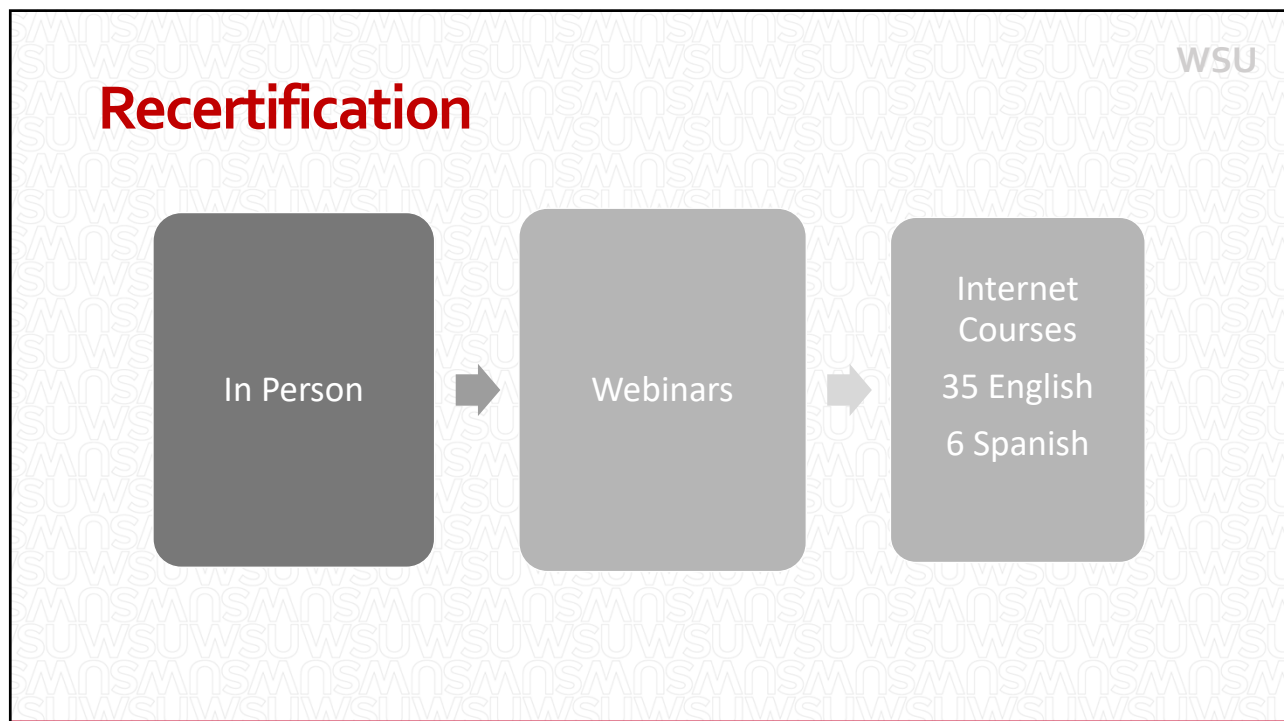 WSU
Recertification
In Person
Webinars
Internet
Courses
35 English
6 Spanish